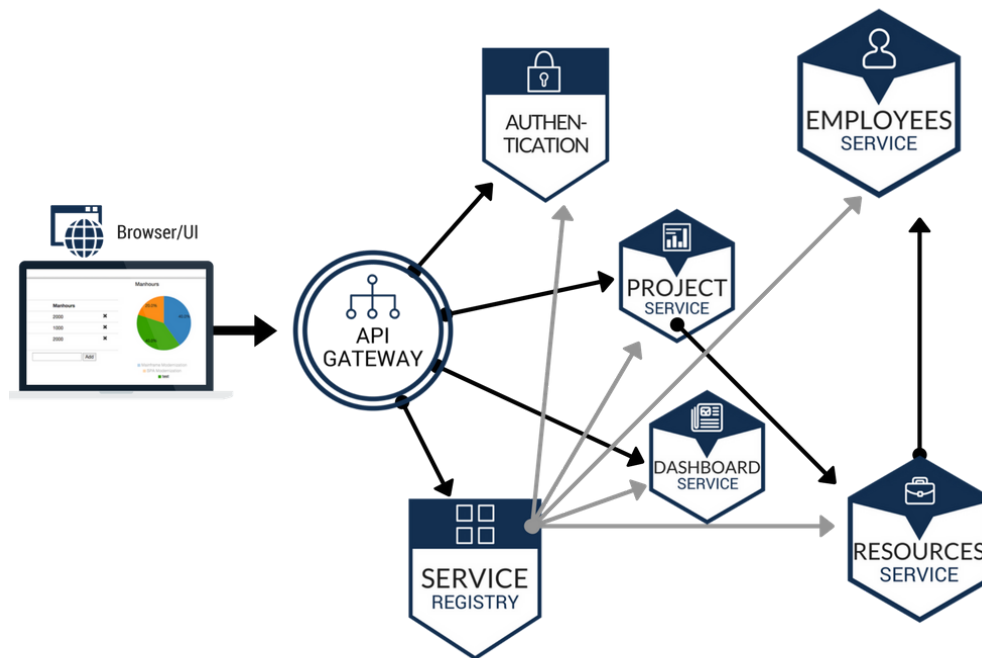 Browser/UI
Manhours
Manhours
2000
1000
2000
Add
API
GATEWAY
AUTHEN-
TICATION
EMPLOYEES
SERVICE
PROJECT
SERVICE
DASHBOARD
SERVICE
RESOURCES
SERVICE
SERVICE
REGISTRY